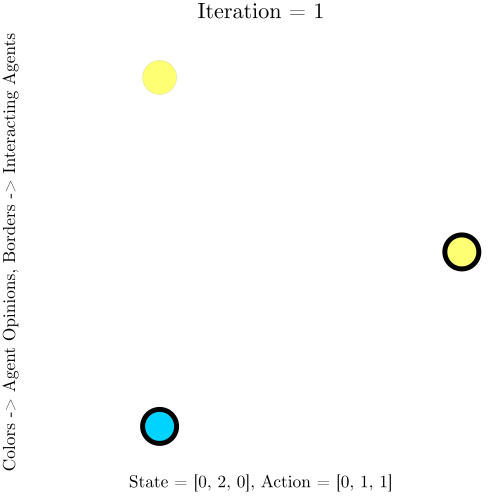 Iteration = 1
Colors -> Agent Opinions, Borders -> Interacting Agents
State = [0, 2, 0], Action = [0, 1, 1]